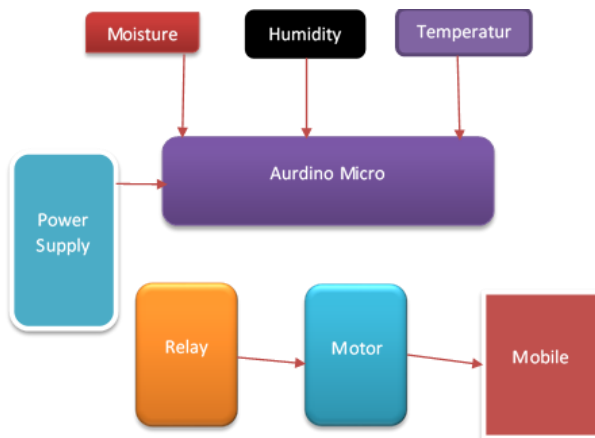 Moisture
Humidity
Temperatur
Aurdino Micro
Power
Supply
Relay
Motor
Mobile